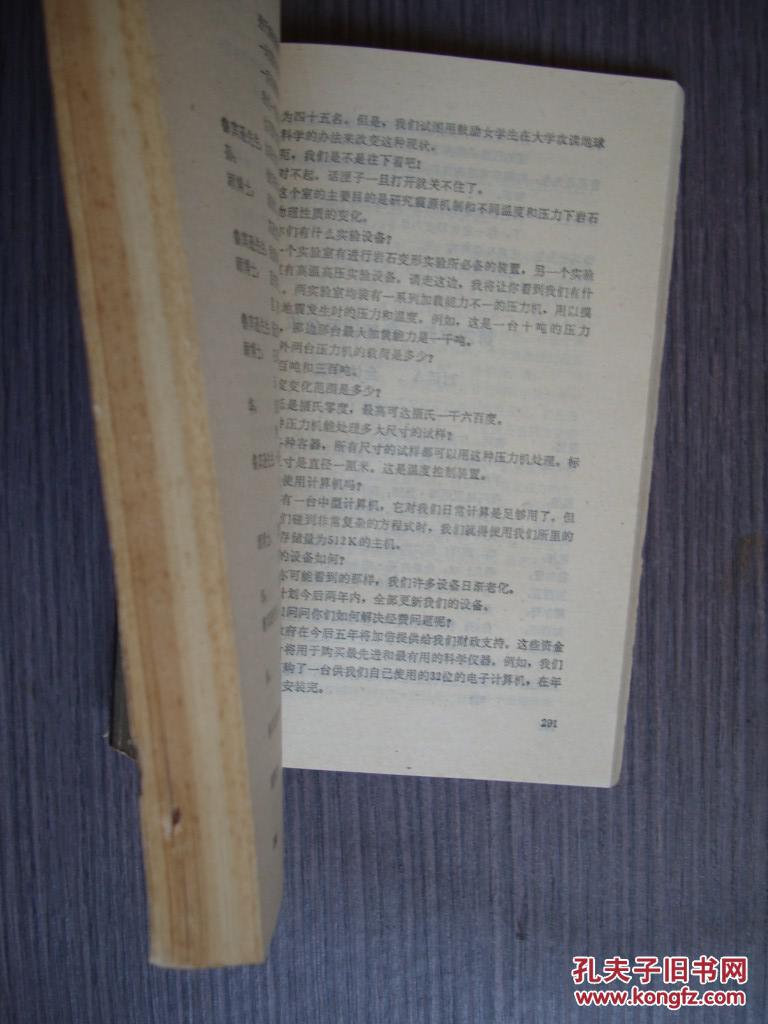 为四十五名。但是，我们试图用鼓励女学生在大学攻读地球
科学的办法来改变这种现状。
我们是不是往下看吧！
对不起，话匣子一旦打开就关不住了。
这个室的主要目的是研究震源机制和不同温度和压力下岩石
物理性质的变化。
们有什么实验设备？
一个实验室有进行岩石变形实验所必备的装置，另一个实验
有高温高压实验设备。请走这边，我将让你看到我们有什
两实验室均装有一系列加载能力不一的压力机，用以摸
地震发生时的压力和温度。例如，这是一台十吨的压力
，那边那台最大加载能力是一千吨。
外两台压力机的载荷是多少？
百吨和三百吨。
变化范围是多少？
是摄氏零度，最高可达摄氏一千六百度。
压力机能处理多大尺寸的试样？
一种容器，所有尺寸的试样都可以用这种压力机处理。标
寸是直径一厘米。这是温度控制装置。
使用计算机吗？
有一台中型计算机，它对我们日常计算是足够用了。但
们碰到非常复杂的方程式时，我们就得使用我们所里的
存储量为512K的主机。
的设备如何？
你可能看到的那样，我们许多设备日渐老化。
计划今后两年内，全部更新我们的设备。
问问你们如何解决经费问题呢？
政府在今后五年将加倍提供给我们财政支持。这些资金
将用于购买最先进和最有用的科学仪器。例如，我们
购了一台供我们自己使用的32位的电子计算机，在年
安装完。
291
孔夫子旧书网
www.kongfz.com